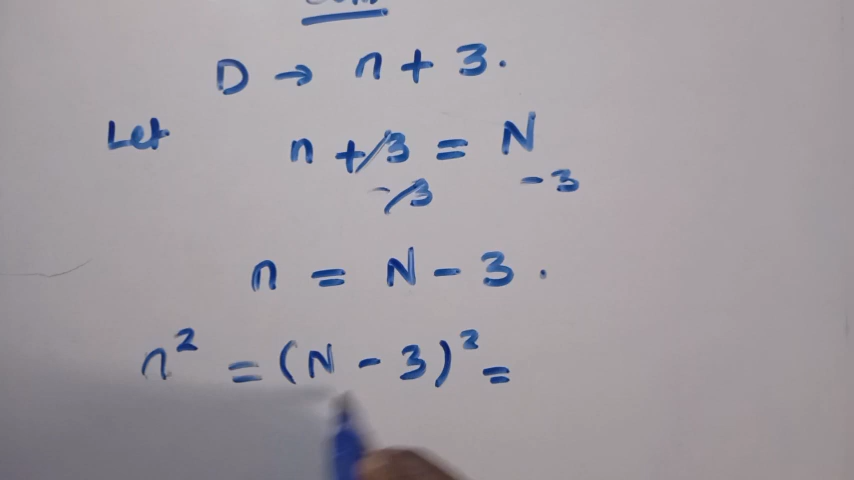 D → n + 3.
Let n + 3 = N
- 3 - 3
n = N - 3.
n² = (N - 3)² =